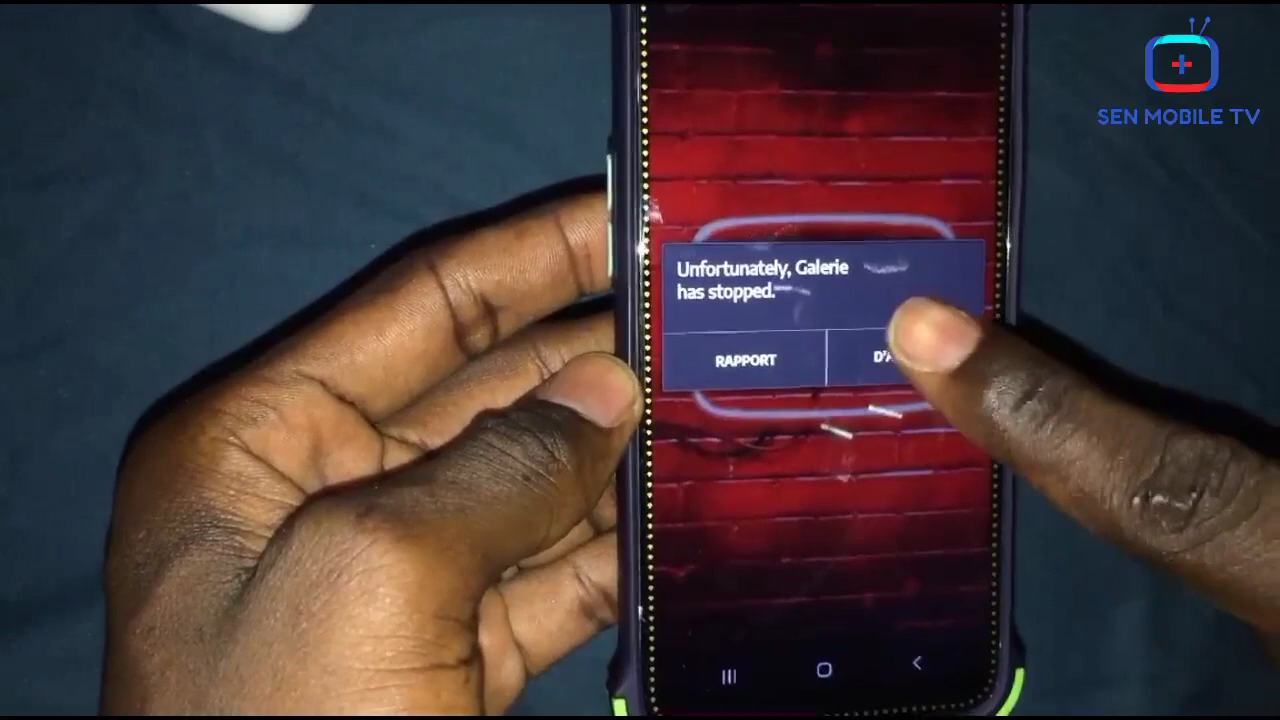 SEN MOBILE TV
Unfortunately, Galerie
has stopped.
RAPPORT